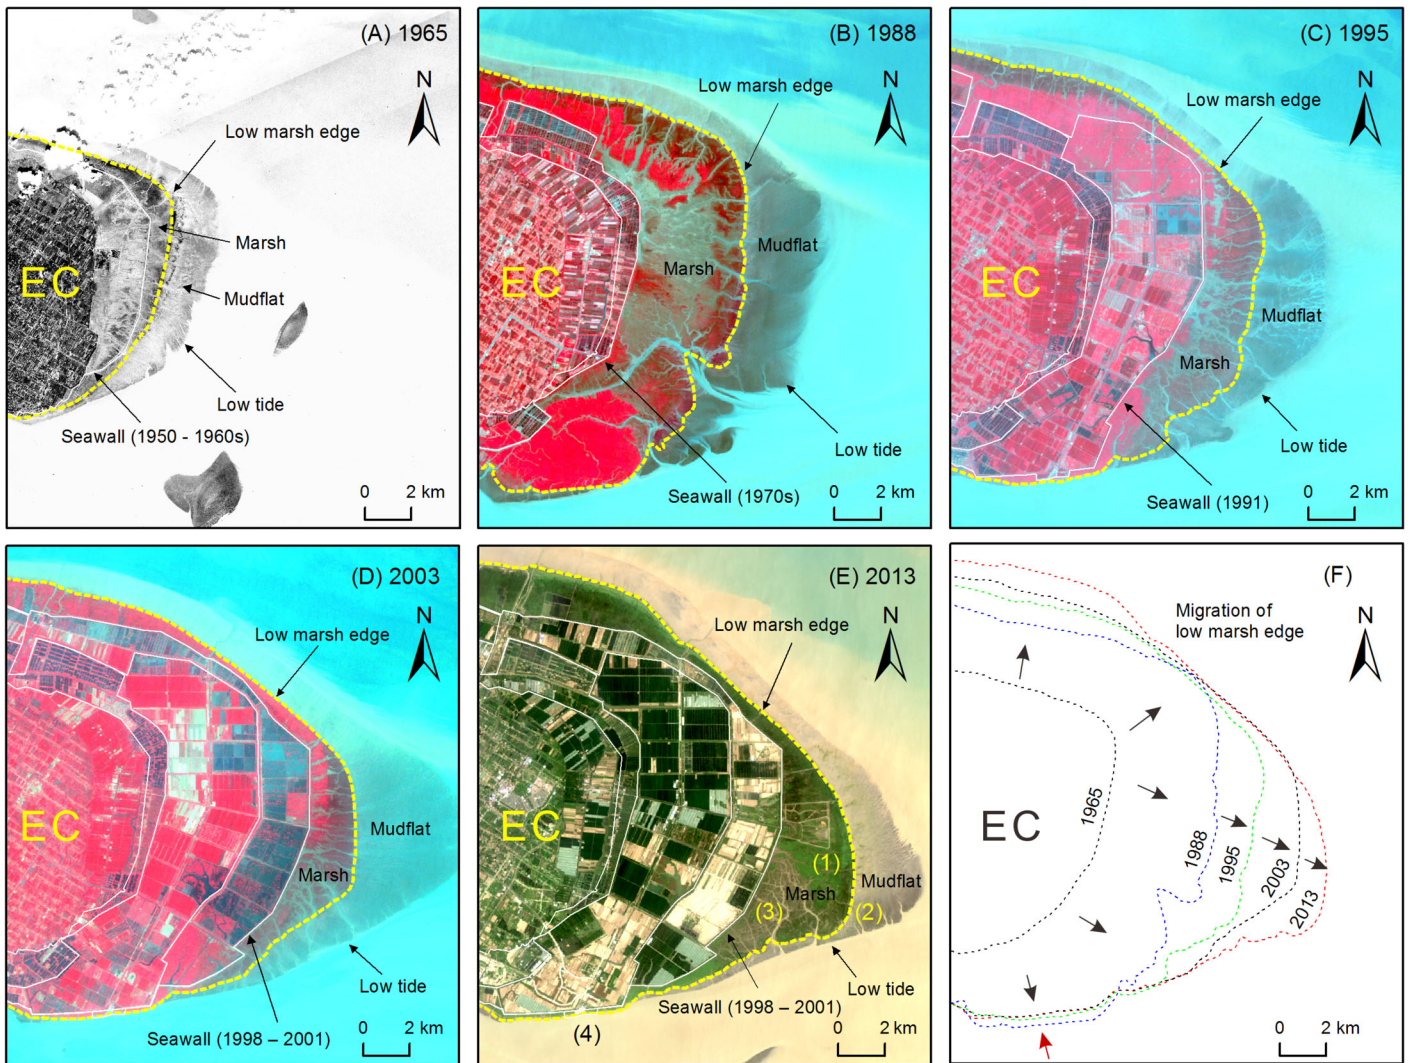 (A) 1965
N
Low marsh edge
Marsh
EC
Mudflat
Low tide
Seawall (1950 - 1960s)
0 2 km
(B) 1988
N
Low marsh edge
Mudflat
Marsh
EC
Low tide
Seawall (1970s)
0 2 km
(C) 1995
N
Low marsh edge
EC
Mudflat
Marsh
Low tide
Seawall (1991)
0 2 km
(D) 2003
N
Low marsh edge
EC
Mudflat
Marsh
Low tide
Seawall (1998 – 2001)
0 2 km
(E) 2013
N
Low marsh edge
EC
(1)
Marsh
Mudflat
(3)
(2)
Low tide
Seawall (1998 – 2001)
(4)
0 2 km
(F)
Migration of
low marsh edge
N
EC
1965
1988
1995
2003
2013
0 2 km